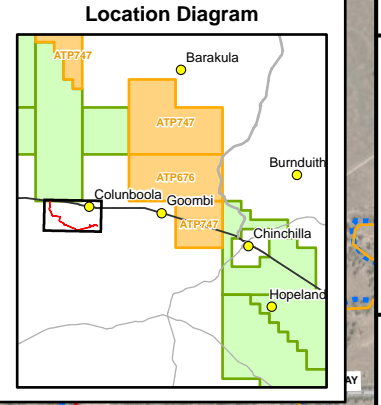 Location Diagram
ATP747
Barakula
ATP747
Burnduith
ATP676
Colunboola
Goombi
ATP747
Chinchilla
Hopeland
AY